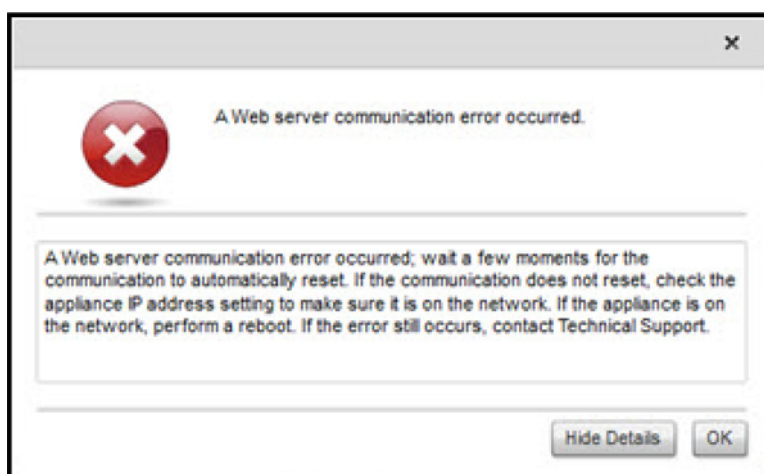 A Web server communication error occurred.
A Web server communication error occurred; wait a few moments for the
communication to automatically reset. If the communication does not reset, check the
appliance IP address setting to make sure it is on the network. If the appliance is on
the network, perform a reboot. If the error still occurs, contact Technical Support.
Hide Details
OK